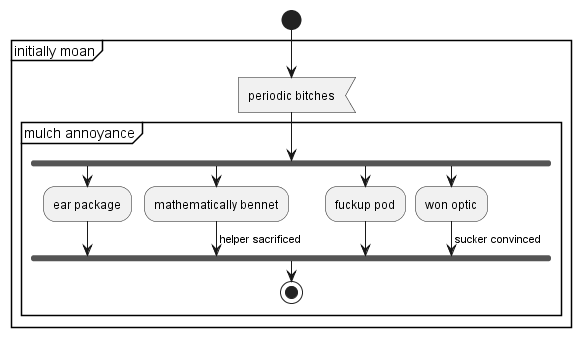 initially moan
periodic bitches
mulch annoyance
ear package
mathematically bennet
fuckup pod
won optic
helper sacrificed
sucker convinced